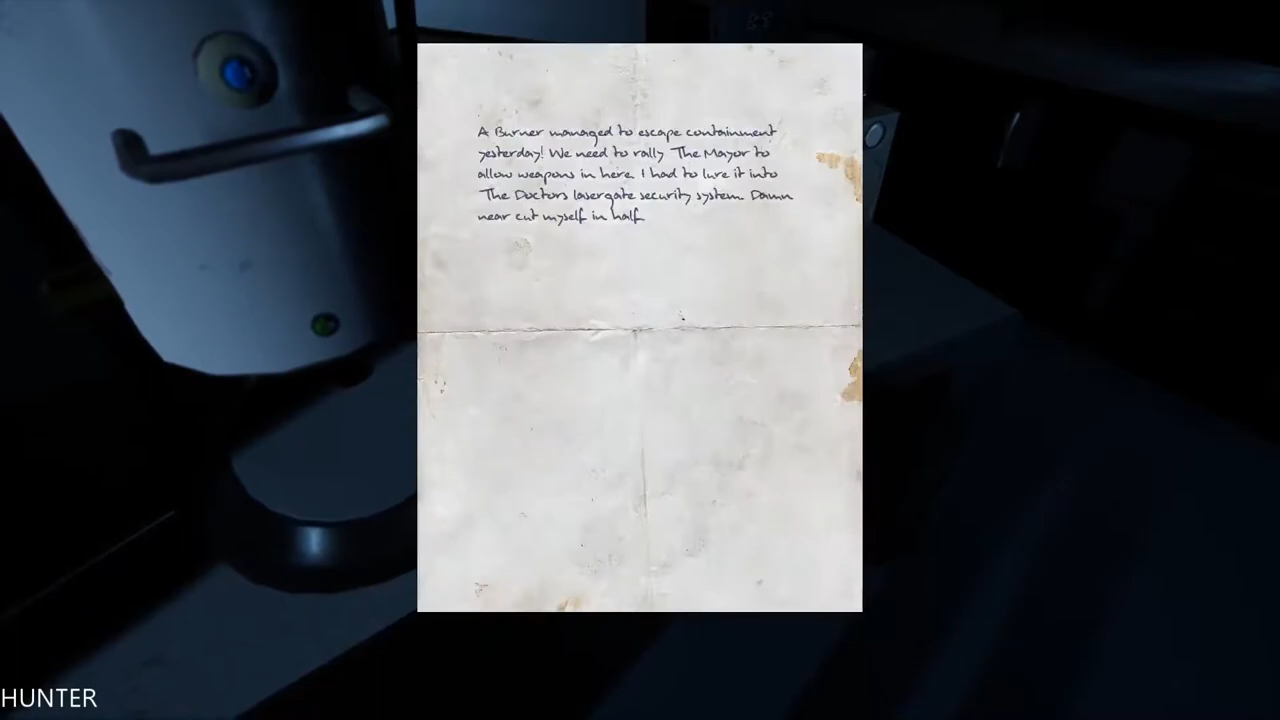 A Burner managed to escape containment
yesterday! We need to rally The Mayor to
allow weapons in here. I had to lure it into
The Doctors lasergate security system. Damn
near cut myself in half.
HUNTER